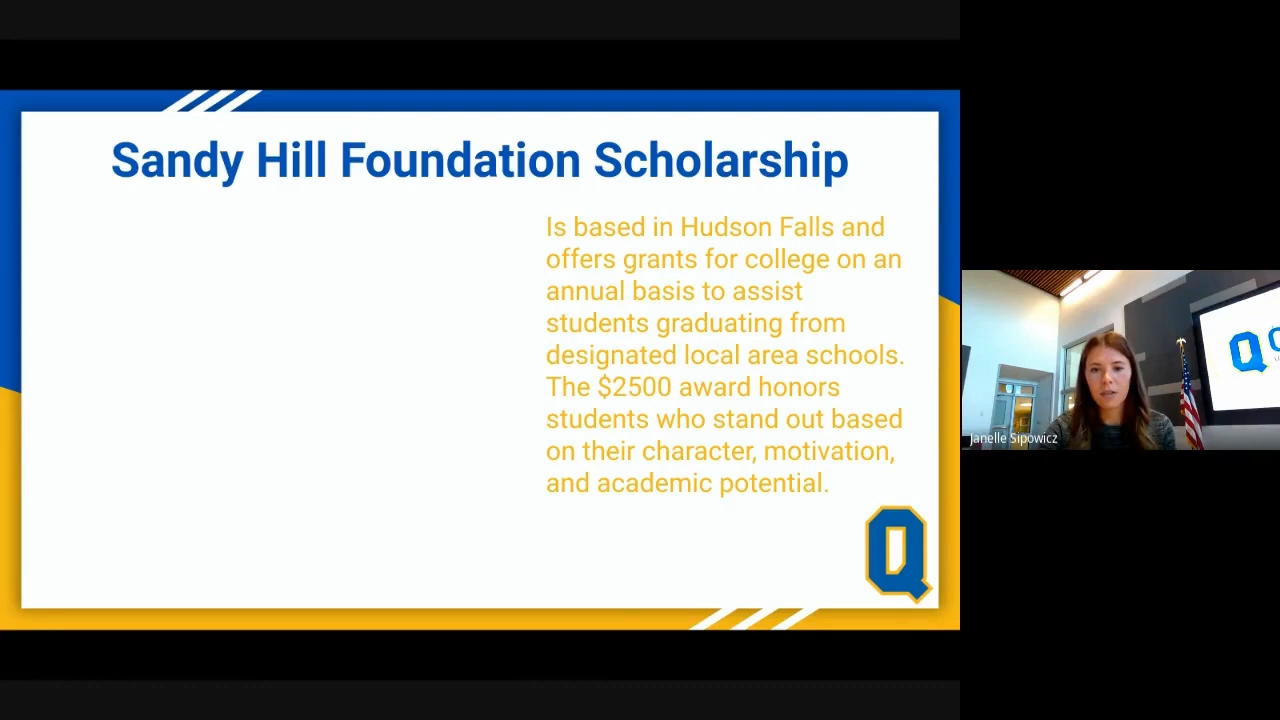 Sandy Hill Foundation Scholarship
Is based in Hudson Falls and
offers grants for college on an
annual basis to assist
students graduating from
designated local area schools.
The $2500 award honors
students who stand out based
on their character, motivation,
and academic potential.
Q
Q
Janelle Sipowicz